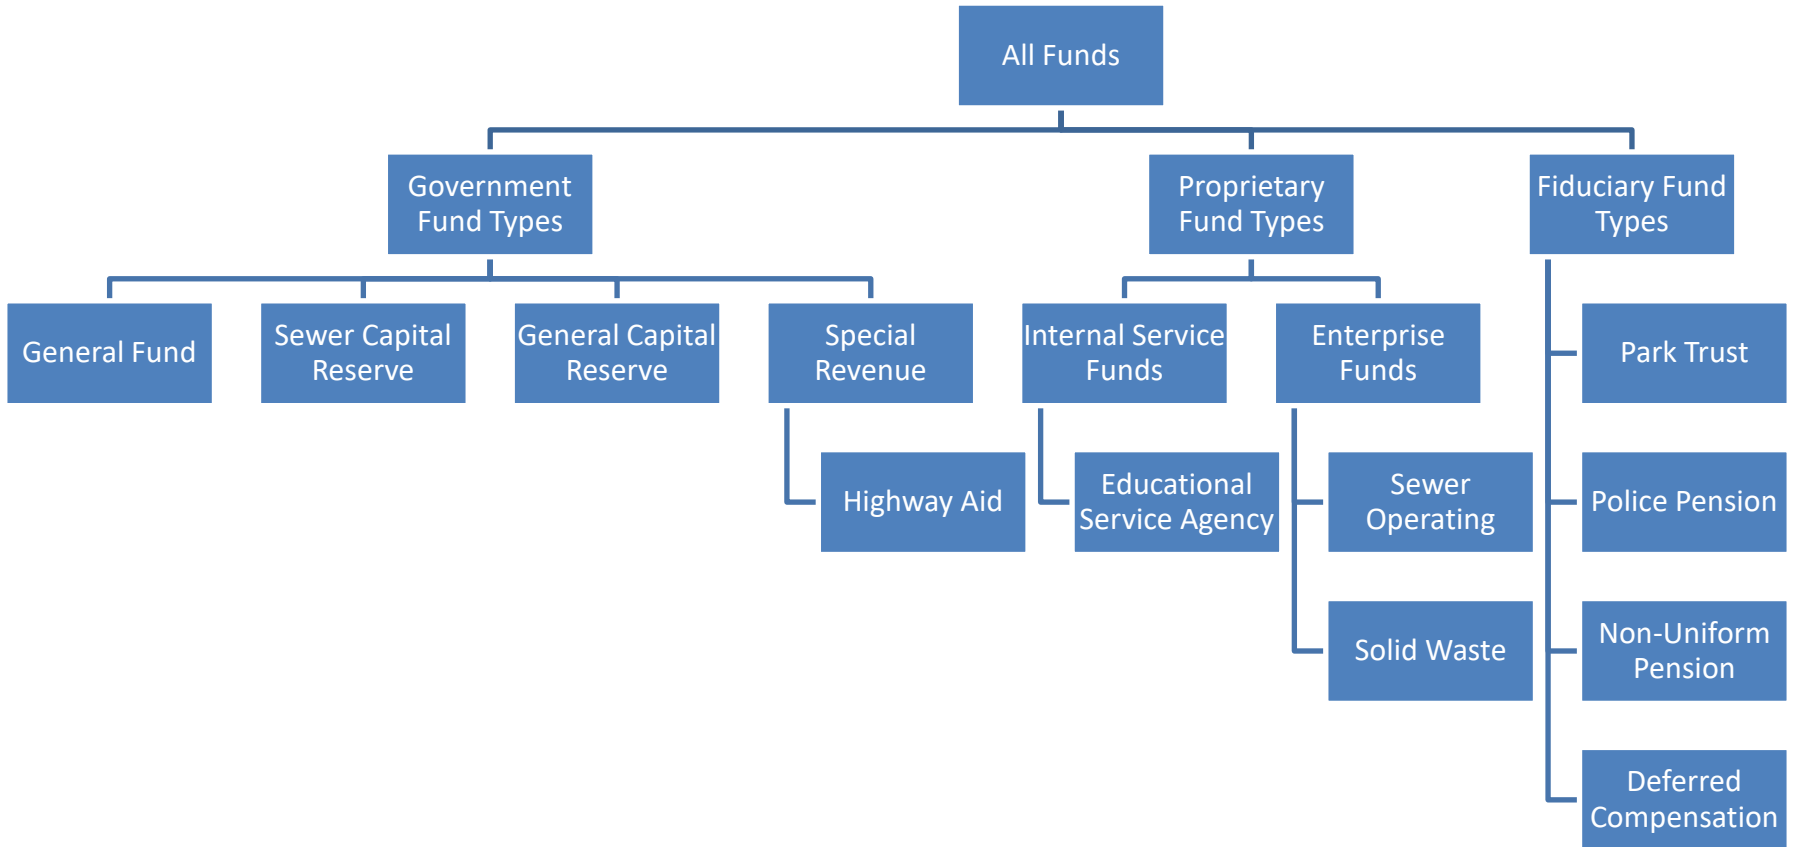 All Funds
Government
Fund Types
Proprietary
Fund Types
Fiduciary Fund
Types
General Fund
Sewer Capital
Reserve
General Capital
Reserve
Special
Revenue
Internal Service
Funds
Enterprise
Funds
Park Trust
Highway Aid
Educational
Service Agency
Sewer
Operating
Police Pension
Solid Waste
Non-Uniform
Pension
Deferred
Compensation